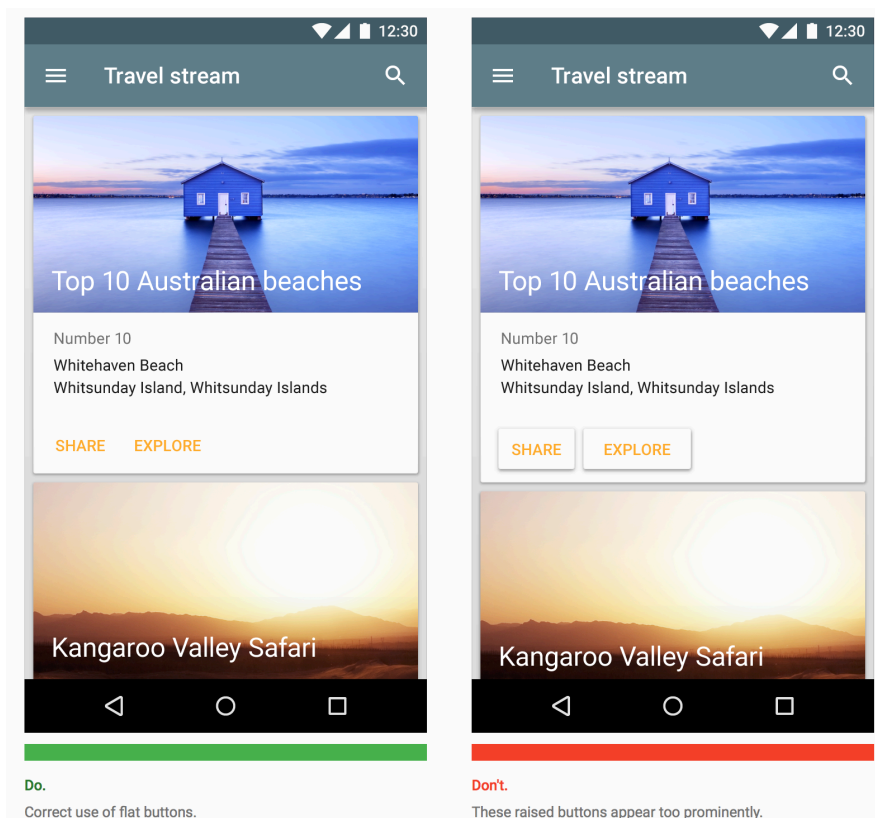 12:30
Travel stream
Top 10 Australian beaches
Number 10
Whitehaven Beach
Whitsunday Island, Whitsunday Islands
SHARE EXPLORE
Kangaroo Valley Safari
Do.
Correct use of flat buttons.
12:30
Travel stream
Top 10 Australian beaches
Number 10
Whitehaven Beach
Whitsunday Island, Whitsunday Islands
SHARE EXPLORE
Kangaroo Valley Safari
Don't.
These raised buttons appear too prominently.